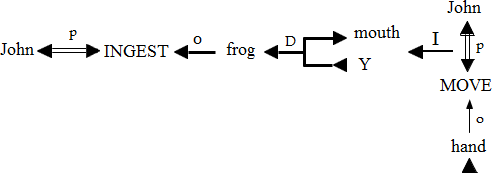 John
p
John p INGEST o frog D mouth I
Y
MOVE
o
hand